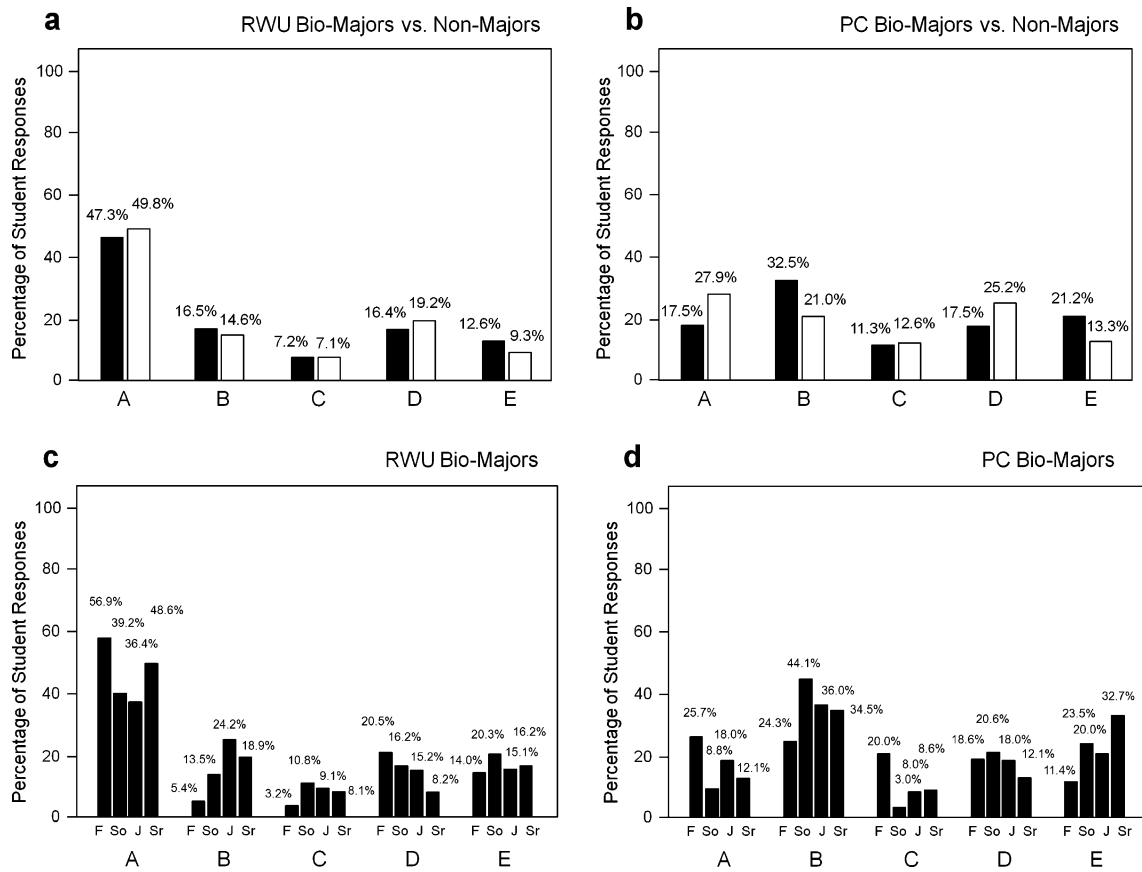 a
RWU Bio-Majors vs. Non-Majors
Percentage of Student Responses
100
80
60
40
20
0
47.3%
49.8%
16.5%
14.6%
7.2%
7.1%
16.4%
19.2%
12.6%
9.3%
A
B
C
D
E
b
PC Bio-Majors vs. Non-Majors
Percentage of Student Responses
100
80
60
40
20
0
17.5%
27.9%
32.5%
21.0%
11.3%
12.6%
17.5%
25.2%
21.2%
13.3%
A
B
C
D
E
c
RWU Bio-Majors
Percentage of Student Responses
100
80
60
40
20
0
56.9%
39.2%
36.4%
48.6%
5.4%
13.5%
24.2%
18.9%
3.2%
10.8%
9.1%
8.1%
20.5%
16.2%
15.2%
8.2%
14.0%
20.3%
15.1%
16.2%
F So J Sr
F So J Sr
F So J Sr
F So J Sr
F So J Sr
A
B
C
D
E
d
PC Bio-Majors
Percentage of Student Responses
100
80
60
40
20
0
25.7%
8.8%
18.0%
12.1%
24.3%
44.1%
36.0%
34.5%
20.0%
3.0%
8.0%
8.6%
18.6%
20.6%
18.0%
12.1%
11.4%
23.5%
20.0%
32.7%
F So J Sr
F So J Sr
F So J Sr
F So J Sr
F So J Sr
A
B
C
D
E